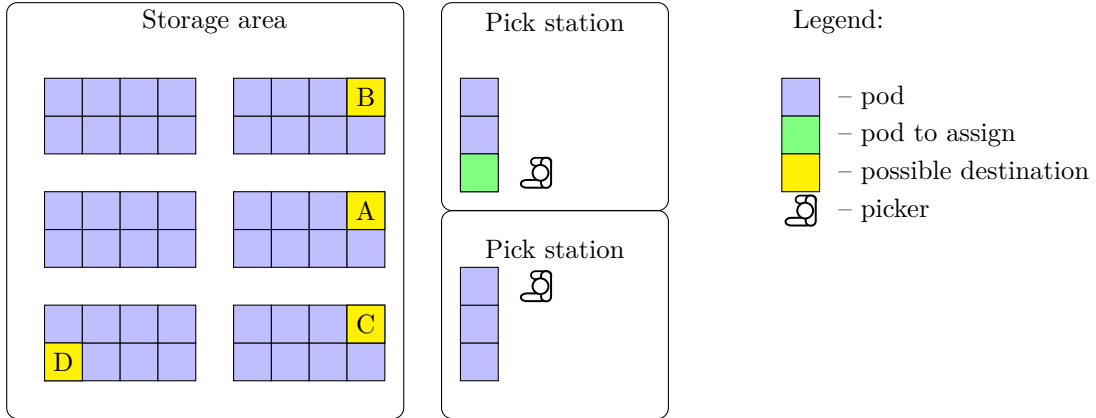 Storage area
Pick station
Legend:
B
– pod
– pod to assign
– possible destination
A
– picker
Pick station
C
D